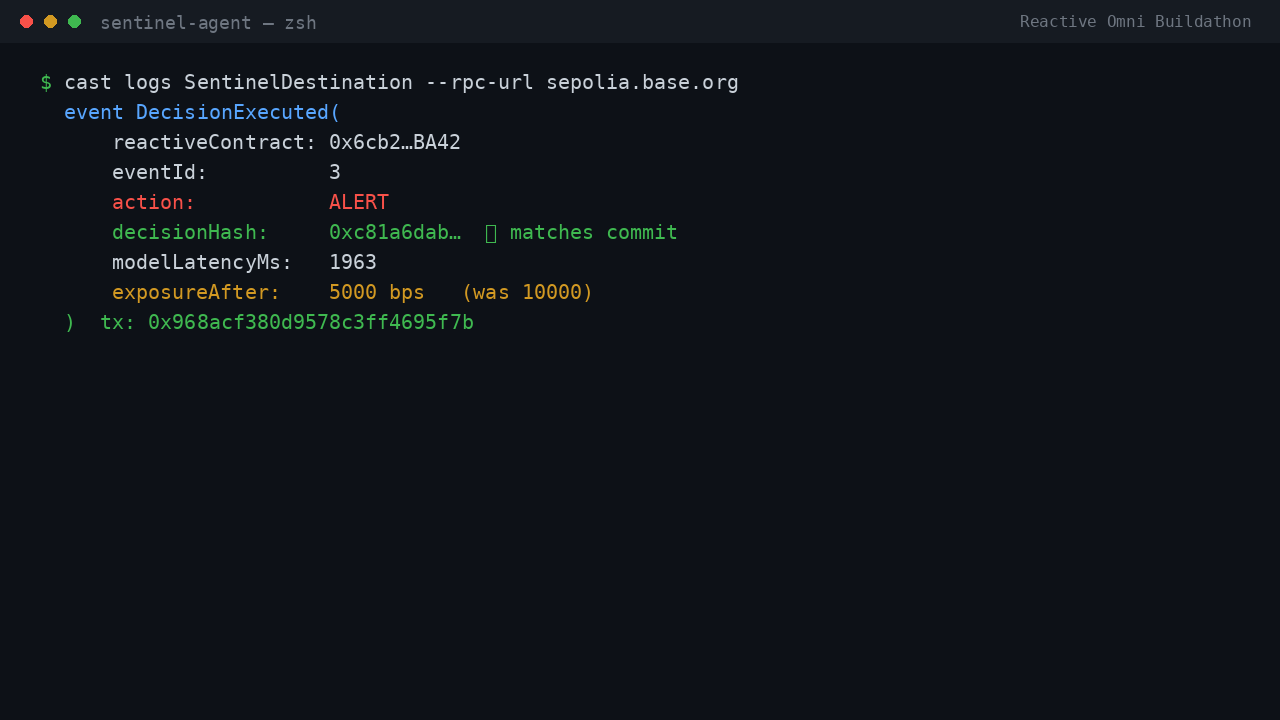 sentinel-agent — zsh
Reactive Omni Buildathon
$ cast logs SentinelDestination --rpc-url sepolia.base.org
event DecisionExecuted(
reactiveContract: 0x6cb2…BA42
eventId: 3
action: ALERT
decisionHash: 0xc81a6dab… ▯ matches commit
modelLatencyMs: 1963
exposureAfter: 5000 bps (was 10000)
) tx: 0x968acf380d9578c3ff4695f7b